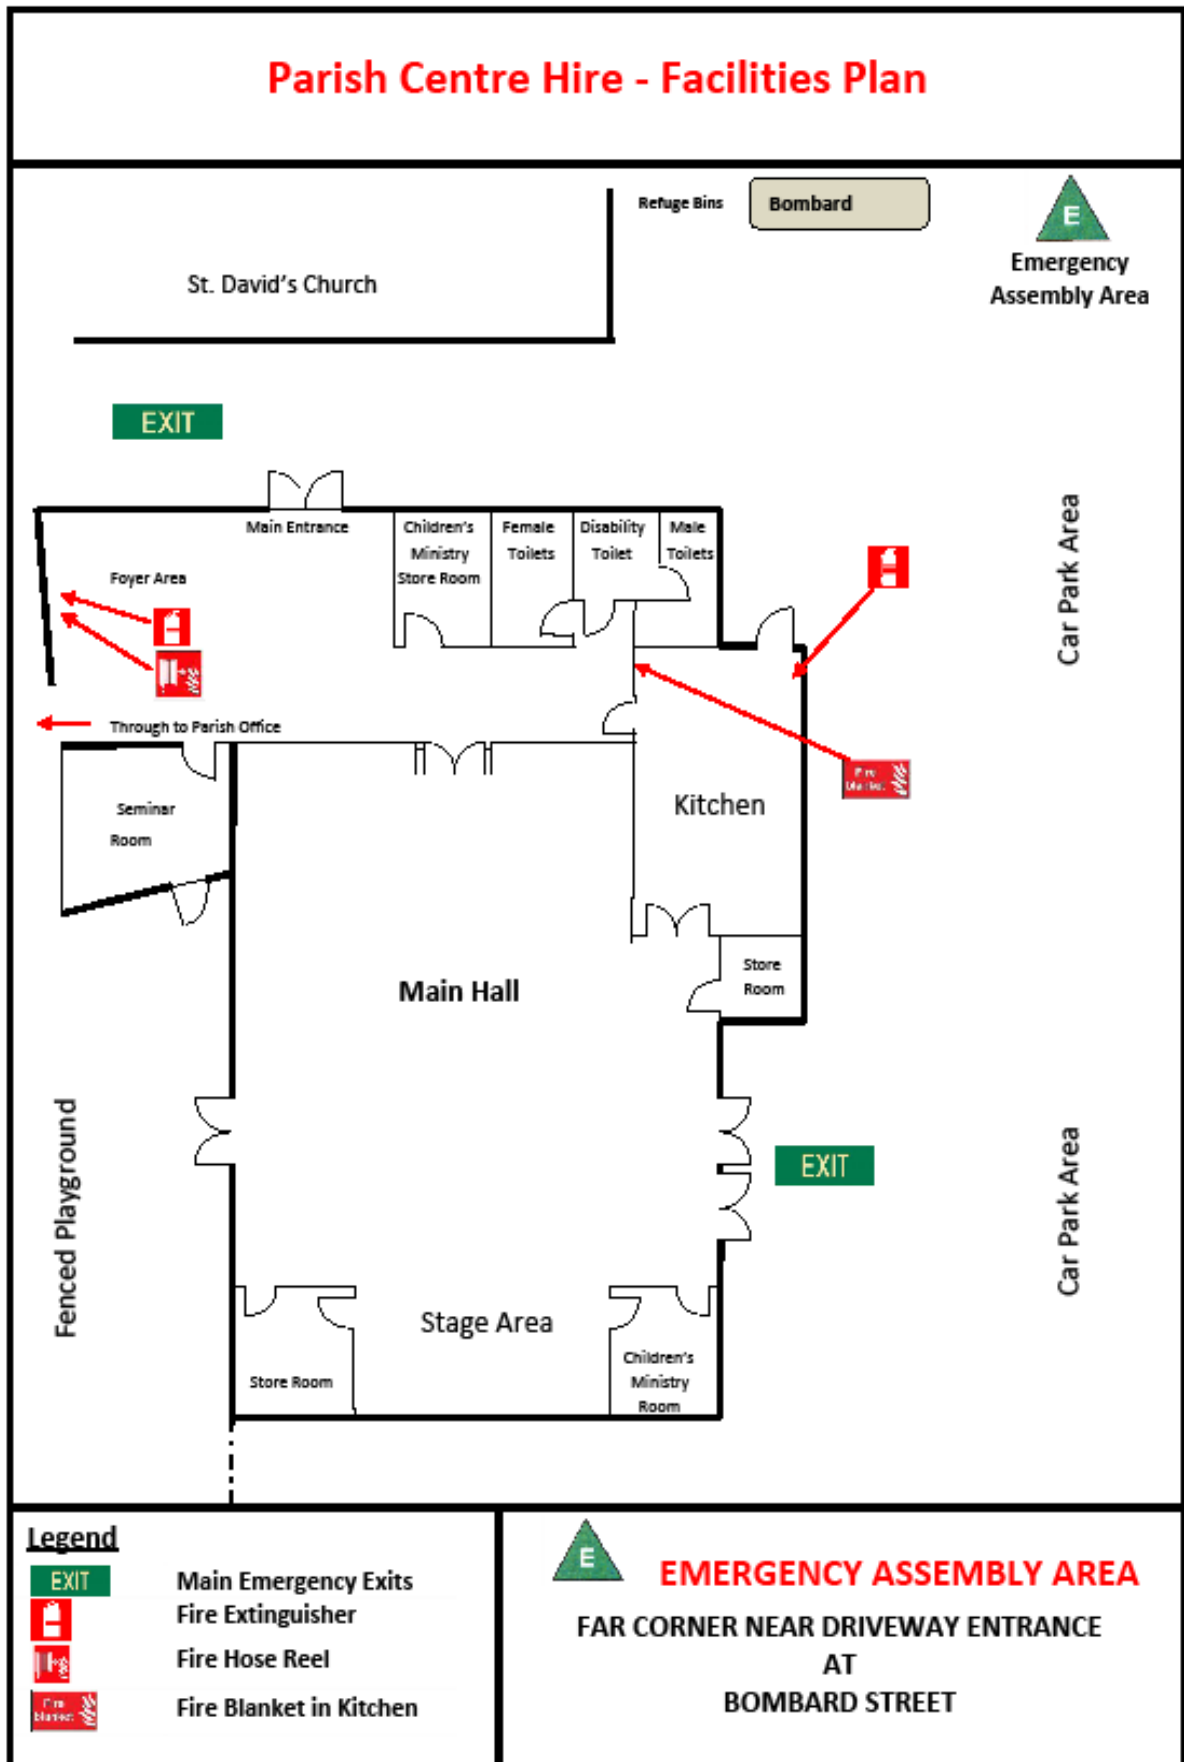 Parish Centre Hire - Facilities Plan
Refuge Bins
Bombard
E
Emergency
Assembly Area
St. David's Church
EXIT
Main Entrance
Children's
Ministry
Store Room
Female
Toilets
Disability
Toilet
Male
Toilets
Foyer Area
Car Park Area
Through to Parish Office
Fire
blanket
Kitchen
Seminar
Room
Store
Room
Main Hall
Fenced Playground
EXIT
Car Park Area
Stage Area
Store Room
Children's
Ministry
Room
Legend
EXIT
Main Emergency Exits
Fire Extinguisher
Fire Hose Reel
Fire
blanket
Fire Blanket in Kitchen
E
EMERGENCY ASSEMBLY AREA
FAR CORNER NEAR DRIVEWAY ENTRANCE
AT
BOMBARD STREET